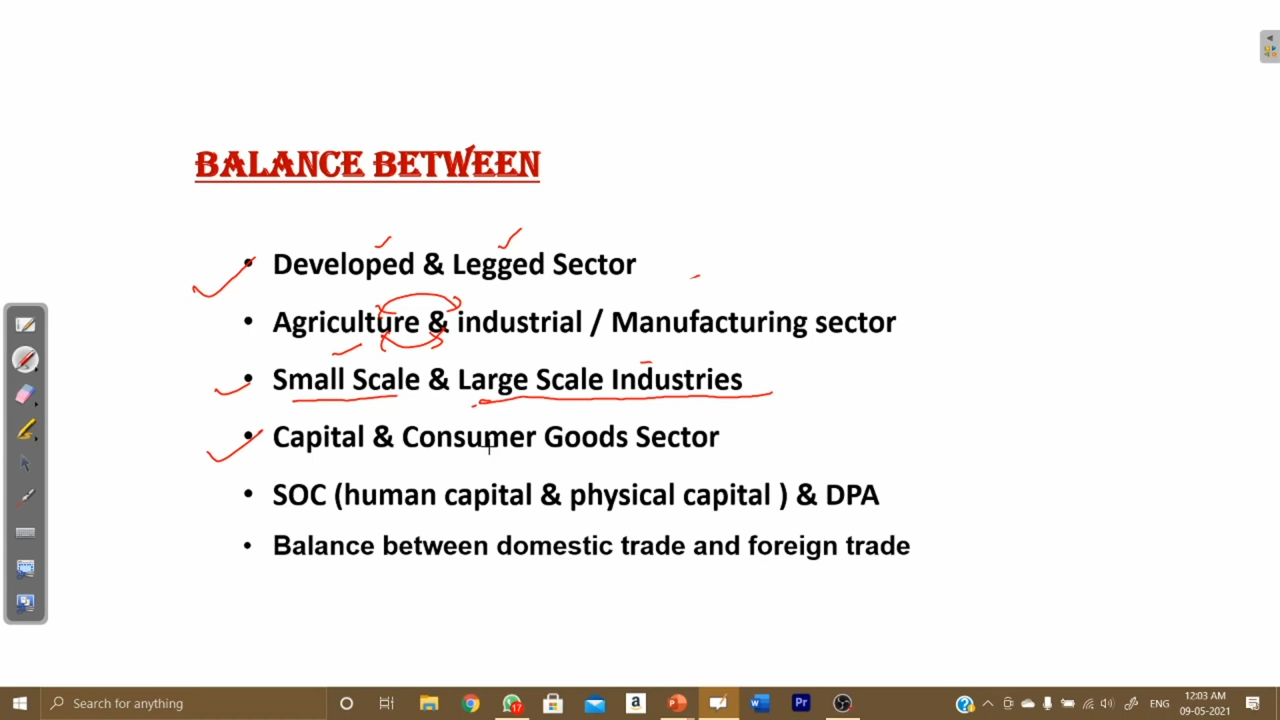 BALANCE BETWEEN
• Developed & Legged Sector
• Agriculture & industrial / Manufacturing sector
• Small Scale & Large Scale Industries
• Capital & Consumer Goods Sector
• SOC (human capital & physical capital ) & DPA
• Balance between domestic trade and foreign trade
Search for anything
17
a
W
Pr
ENG
12:03 AM
09-05-2021